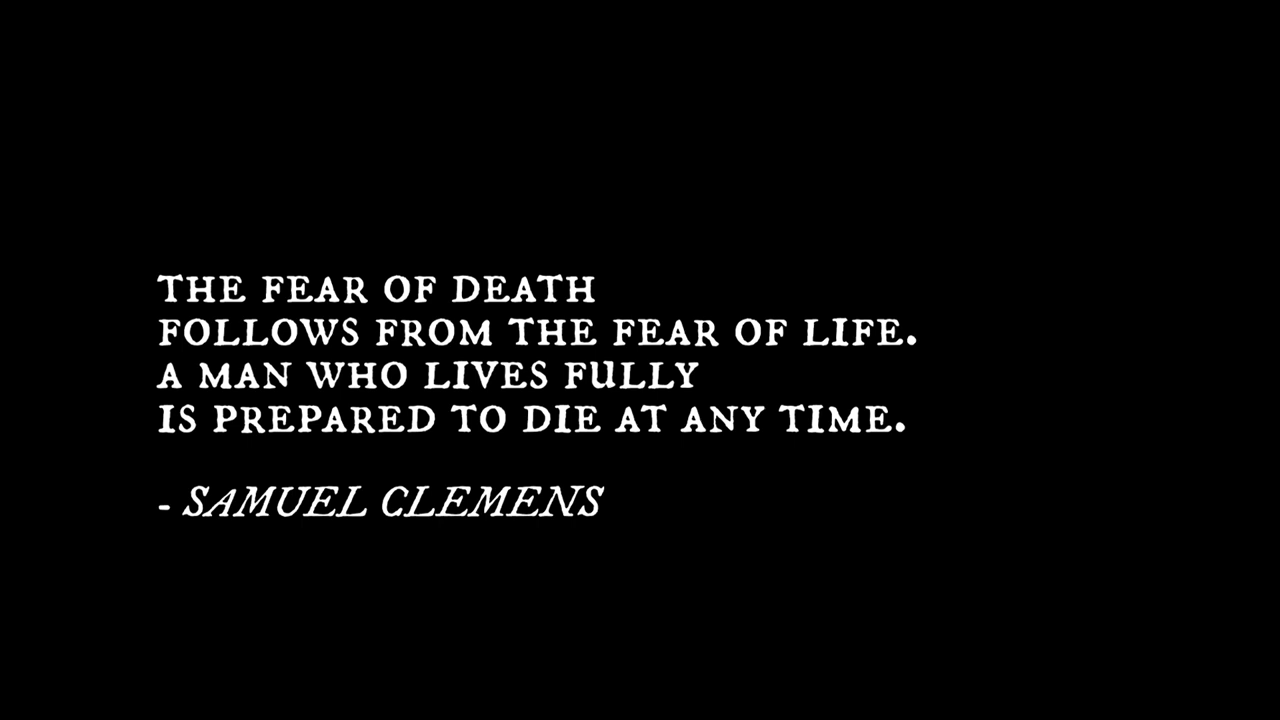 THE FEAR OF DEATH
FOLLOWS FROM THE FEAR OF LIFE.
A MAN WHO LIVES FULLY
IS PREPARED TO DIE AT ANY TIME.
- SAMUEL CLEMENS